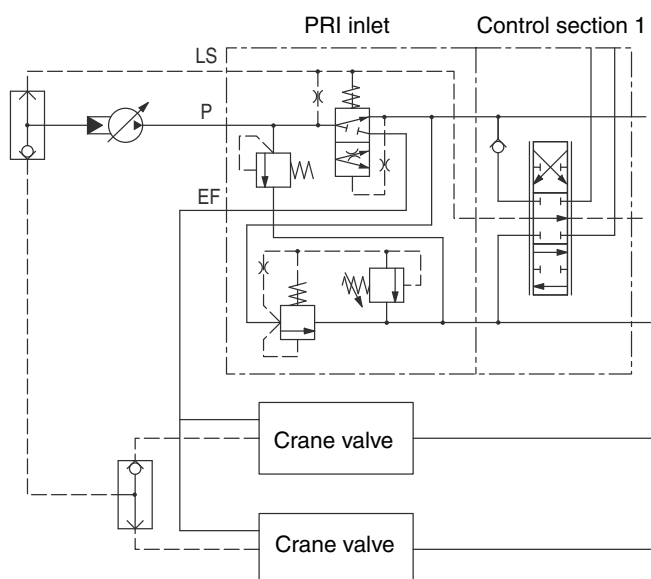 PRI inlet
Control section 1
LS
P
EF
Crane valve
Crane valve